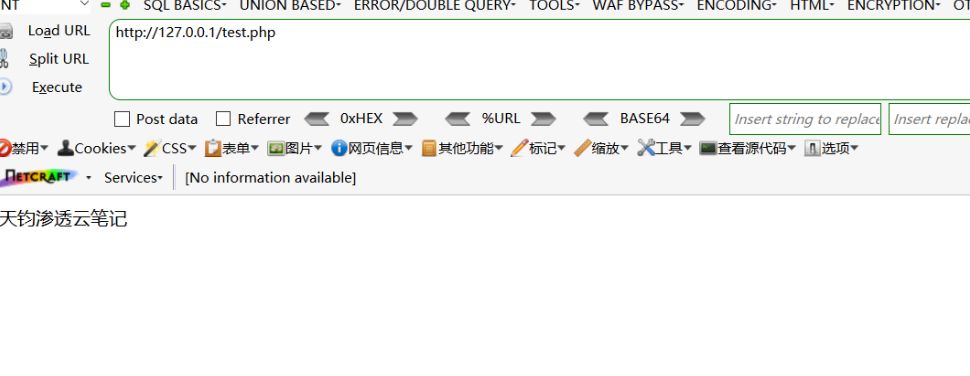 NT SQL BASICS UNION BASED ERROR/DOUBLE QUERY TOOLS WAF BYPASS ENCODING HTML ENCRYPTION OT
Load URL http://127.0.0.1/test.php
Split URL
Execute
Post data Referrer 0xHEX %URL BASE64 Insert string to replace Insert replac
禁用 Cookies CSS 表单 图片 网页信息 其他功能 标记 缩放 工具 查看源代码 选项
NETCRAFT Services [No information available]
天钧渗透云笔记